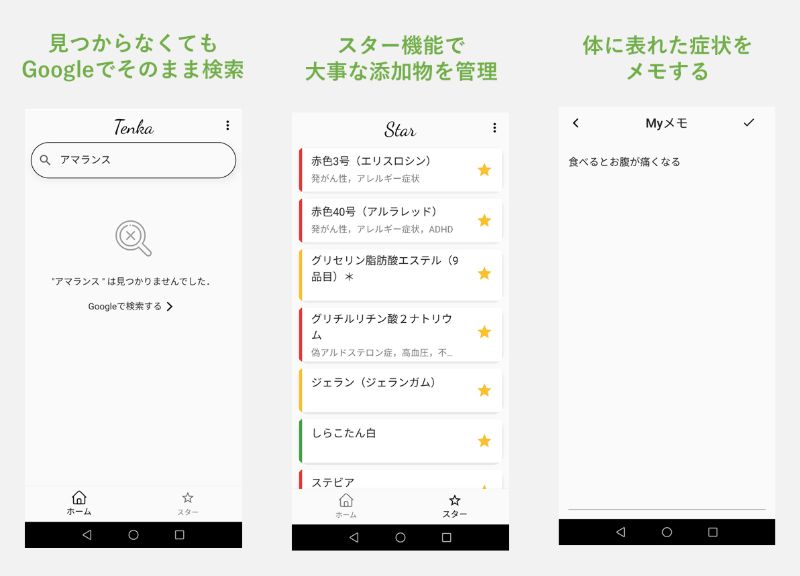 見つからなくても
Googleでそのまま検索
Tenka
アマランス
"アマランス " は見つかりませんでした.
Googleで検索する
ホーム
スター
スター機能で
大事な添加物を管理
Star
赤色3号（エリスロシン）
発がん性，アレルギー症状
赤色40号（アルラレッド）
発がん性，アレルギー症状，ADHD
グリセリン脂肪酸エステル（9
品目）＊
グリチルリチン酸２ナトリウ
ム
偽アルドステロン症，高血圧，不...
ジェラン（ジェランガム）
しらこたん白
ステビア
ホーム
スター
体に表れた症状を
メモする
Myメモ
食べるとお腹が痛くなる